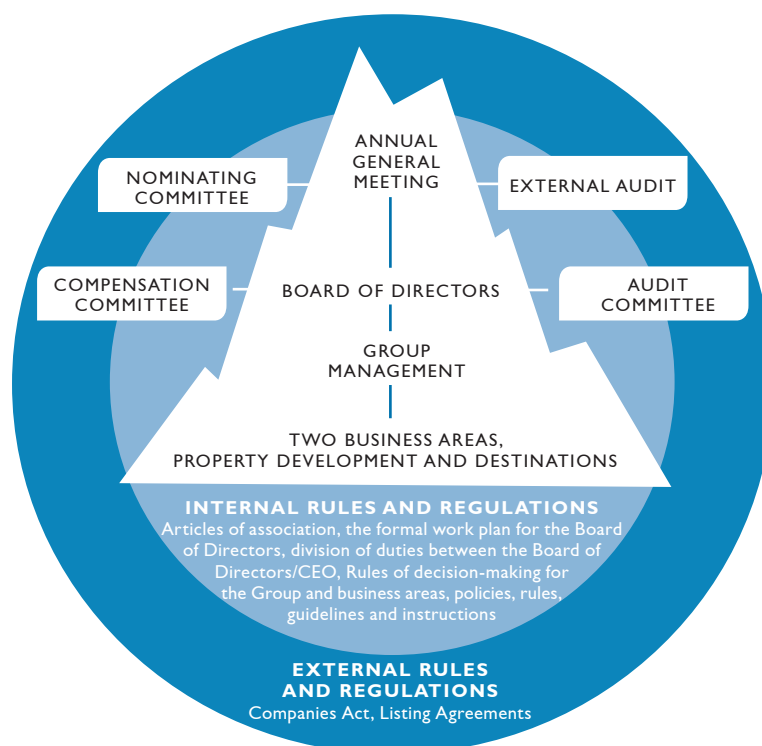 ANNUAL
GENERAL
MEETING
NOMINATING
COMMITTEE
EXTERNAL AUDIT
COMPENSATION
COMMITTEE
BOARD OF DIRECTORS
AUDIT
COMMITTEE
GROUP
MANAGEMENT
TWO BUSINESS AREAS,
PROPERTY DEVELOPMENT AND DESTINATIONS
INTERNAL RULES AND REGULATIONS
Articles of association, the formal work plan for the Board
of Directors, division of duties between the Board of
Directors/CEO, Rules of decision-making for
the Group and business areas, policies, rules,
guidelines and instructions
EXTERNAL RULES
AND REGULATIONS
Companies Act, Listing Agreements